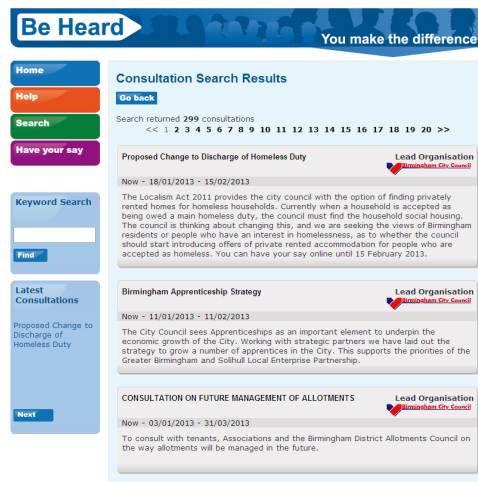 Be Heard
You make the difference
Home
Help
Search
Have your say
Keyword Search
Find
Latest
Consultations
Proposed Change to
Discharge of
Homeless Duty
Next
Consultation Search Results
Go back
Search returned 299 consultations
<< 1 2 3 4 5 6 7 8 9 10 11 12 13 14 15 16 17 18 19 20 >>
Proposed Change to Discharge of Homeless Duty
Lead Organisation
Birmingham City Council
Now - 18/01/2013 - 15/02/2013
The Localism Act 2011 provides the city council with the option of finding privately
rented homes for homeless households. Currently when a household is accepted as
being owed a main homeless duty, the council must find the household social housing.
The council is thinking about changing this, and we are seeking the views of Birmingham
residents or people who have an interest in homelessness, as to whether the council
should start introducing offers of private rented accommodation for people who are
accepted as homeless. You can have your say online until 15 February 2013.
Birmingham Apprenticeship Strategy
Lead Organisation
Birmingham City Council
Now - 11/01/2013 - 11/02/2013
The City Council sees Apprenticeships as an important element to underpin the
economic growth of the City. Working with strategic partners we have laid out the
strategy to grow a number of apprentices in the City. This supports the priorities of the
Greater Birmingham and Solihull Local Enterprise Partnership.
CONSULTATION ON FUTURE MANAGEMENT OF ALLOTMENTS
Lead Organisation
Birmingham City Council
Now - 03/01/2013 - 31/03/2013
To consult with tenants, Associations and the Birmingham District Allotments Council on
the way allotments will be managed in the future.